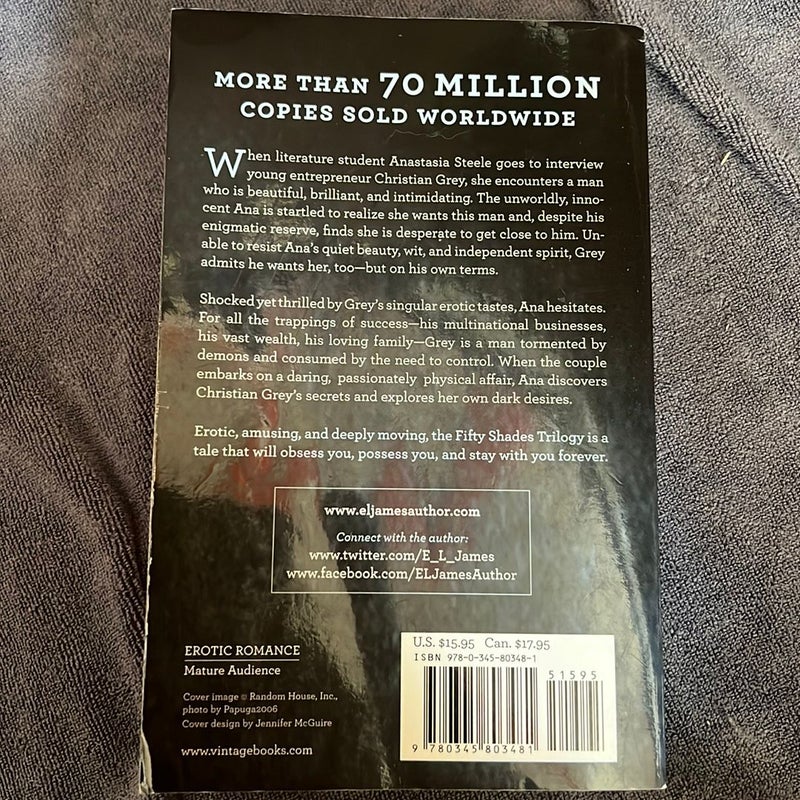 MORE THAN 70 MILLION
COPIES SOLD WORLDWIDE
When literature student Anastasia Steele goes to interview
young entrepreneur Christian Grey, she encounters a man
who is beautiful, brilliant, and intimidating. The unworldly, inno-
cent Ana is startled to realize she wants this man and, despite his
enigmatic reserve, finds she is desperate to get close to him. Un-
able to resist Ana's quiet beauty, wit, and independent spirit, Grey
admits he wants her, too—but on his own terms.
Shocked yet thrilled by Grey's singular erotic tastes, Ana hesitates.
For all the trappings of success—his multinational businesses,
his vast wealth, his loving family—Grey is a man tormented by
demons and consumed by the need to control. When the couple
embarks on a daring, passionately physical affair, Ana discovers
Christian Grey's secrets and explores her own dark desires.
Erotic, amusing, and deeply moving, the Fifty Shades Trilogy is a
tale that will obsess you, possess you, and stay with you forever.
www.eljamesauthor.com
Connect with the author:
www.twitter.com/E_L_James
www.facebook.com/ELJamesAuthor
EROTIC ROMANCE
Mature Audience
Cover image © Random House, Inc.,
photo by Papuga2006
Cover design by Jennifer McGuire
www.vintagebooks.com
U.S. $15.95 Can. $17.95
ISBN 978-0-345-80348-1
51595
9 780345 803481